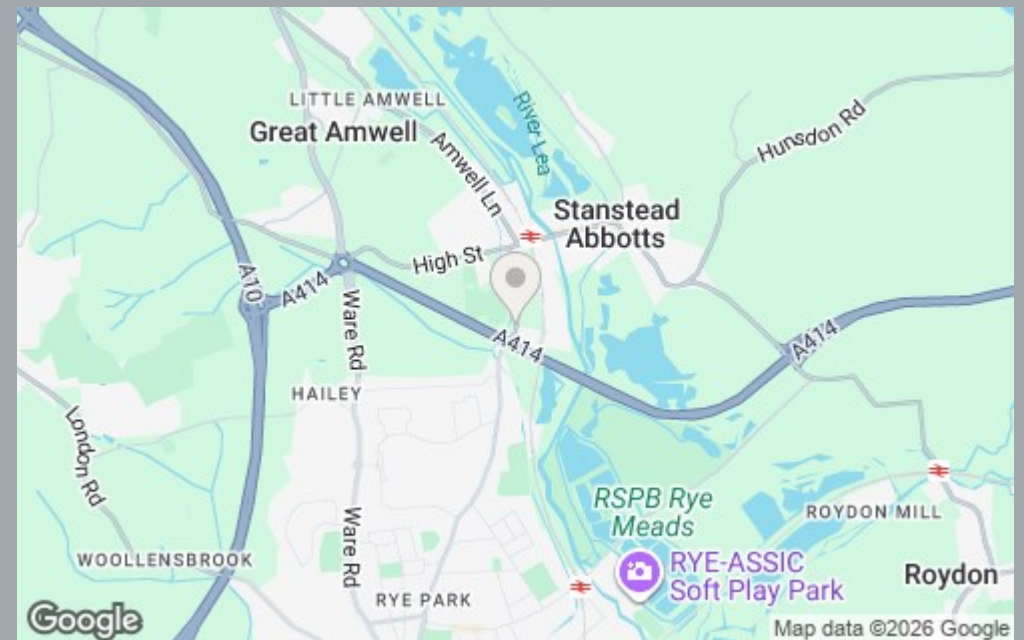 LITTLE AMWELL
Great Amwell
Amwell Ln
River Lea
Hunsdon Rd
Stanstead
Abbotts
High St
A10
A414
Ware Rd
A414
A414
HAILEY
London Rd
RSPB Rye
Meads
ROYDON MILL
Ware Rd
WOOLLENSBROOK
RYE-ASSIC
Soft Play Park
Roydon
RYE PARK
Google
Map data ©2026 Google